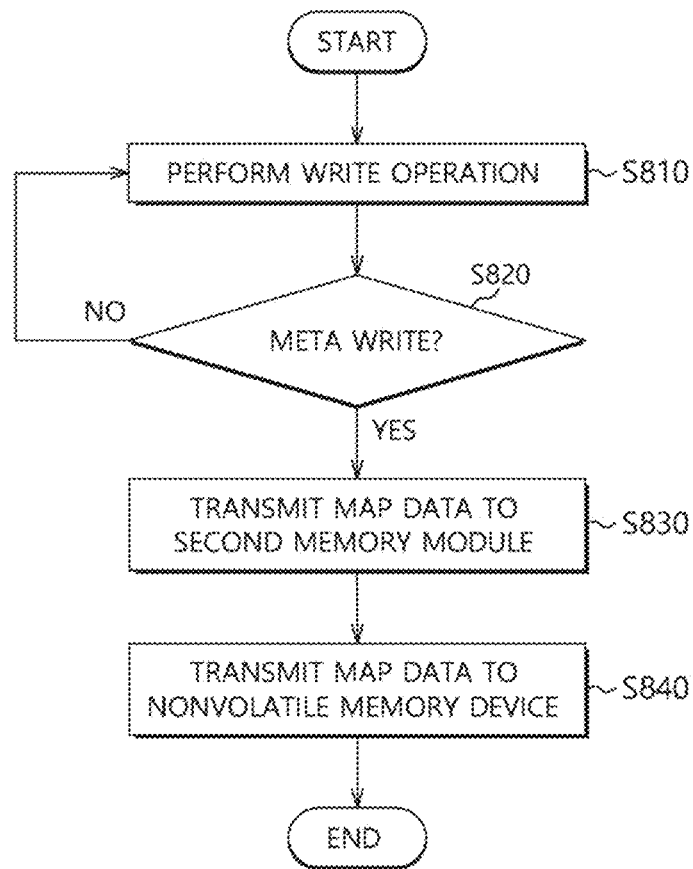 START
PERFORM WRITE OPERATION
S810
S820
META WRITE?
NO
YES
TRANSMIT MAP DATA TO
SECOND MEMORY MODULE
S830
TRANSMIT MAP DATA TO
NONVOLATILE MEMORY DEVICE
S840
END